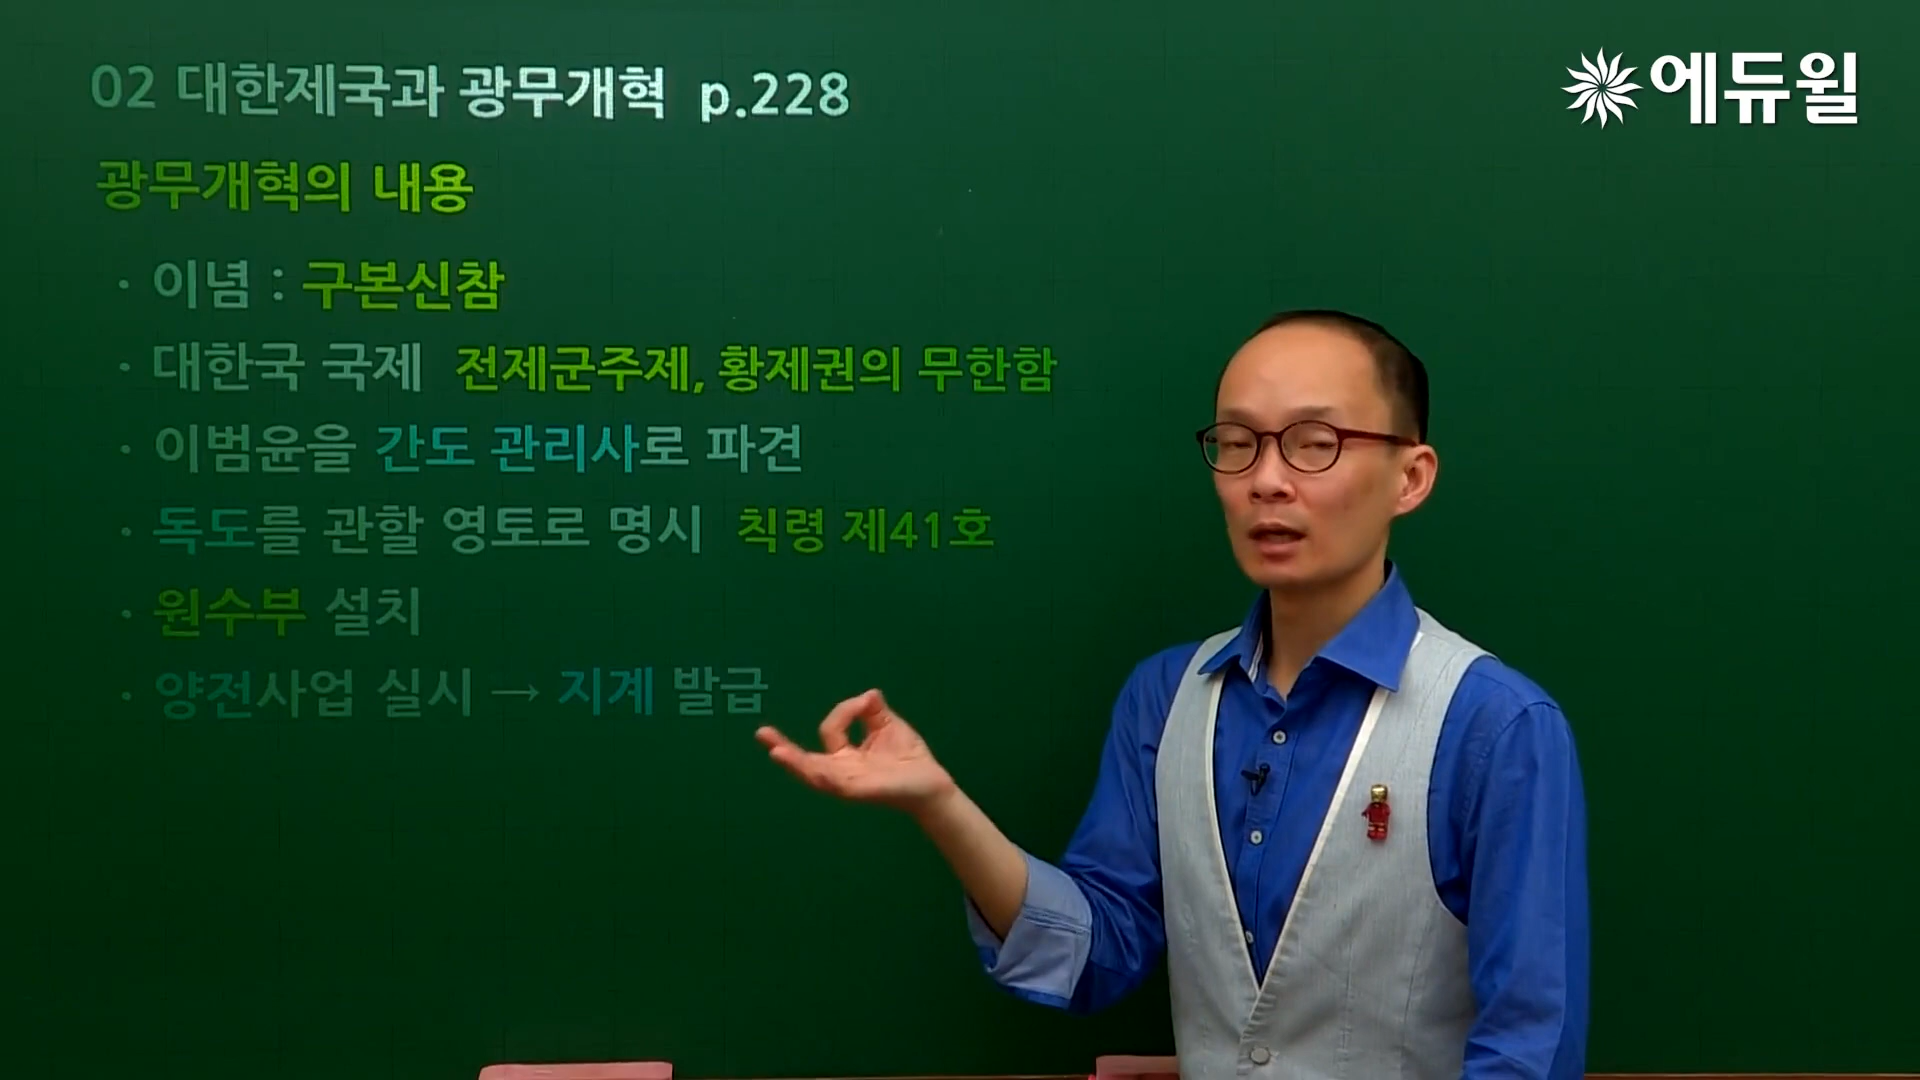 02 대한제국과 광무개혁 p.228
에듀윌
광무개혁의 내용
· 이념 : 구본신참
· 대한국 국제 전제군주제, 황제권의 무한함
· 이범윤을 간도 관리사로 파견
· 독도를 관할 영토로 명시 칙령 제41호
· 원수부 설치
· 양전사업 실시 → 지계 발급